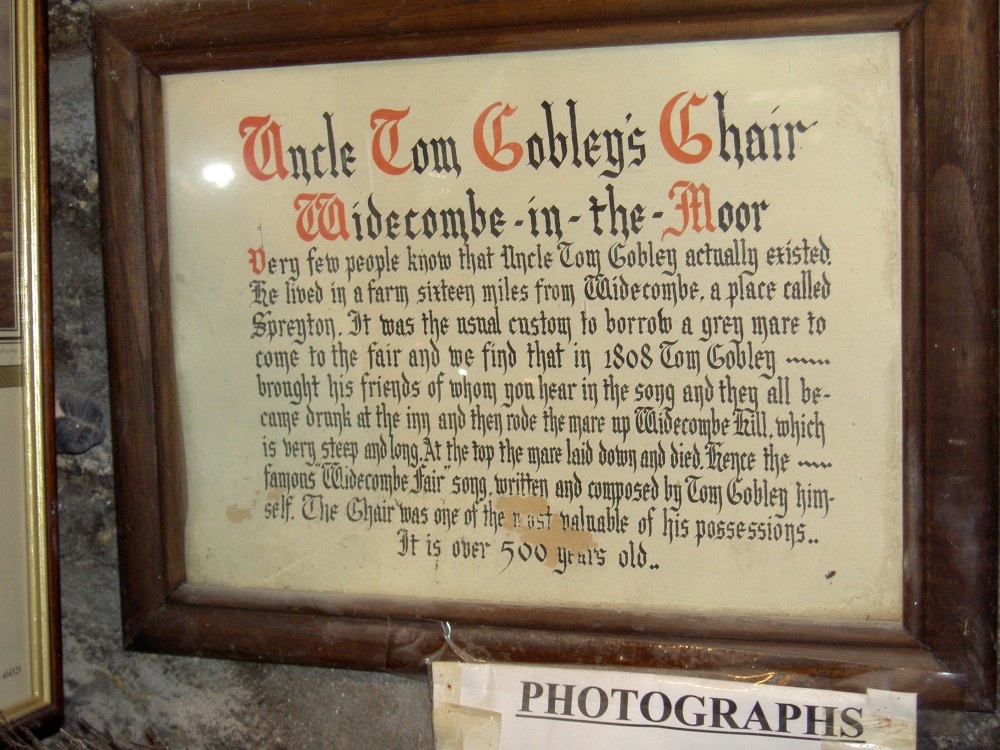 Uncle Tom Gobley's Chair
Widecombe-in-the-Moor
Very few people know that Uncle Tom Gobley actually existed.
He lived in a farm sixteen miles from Widecombe, a place called
Spreyton. It was the usual custom to borrow a grey mare to
come to the fair and we find that in 1808 Tom Gobley
brought his friends of whom you hear in the song and they all be-
came drunk at the inn and then rode the mare up Widecombe Hill, which
is very steep and long. At the top the mare laid down and died. Hence the
famous "Widecombe Fair" song, written and composed by Tom Gobley him-
self. The Chair was one of the most valuable of his possessions..
It is over 500 years old..
464529
PHOTOGRAPHS